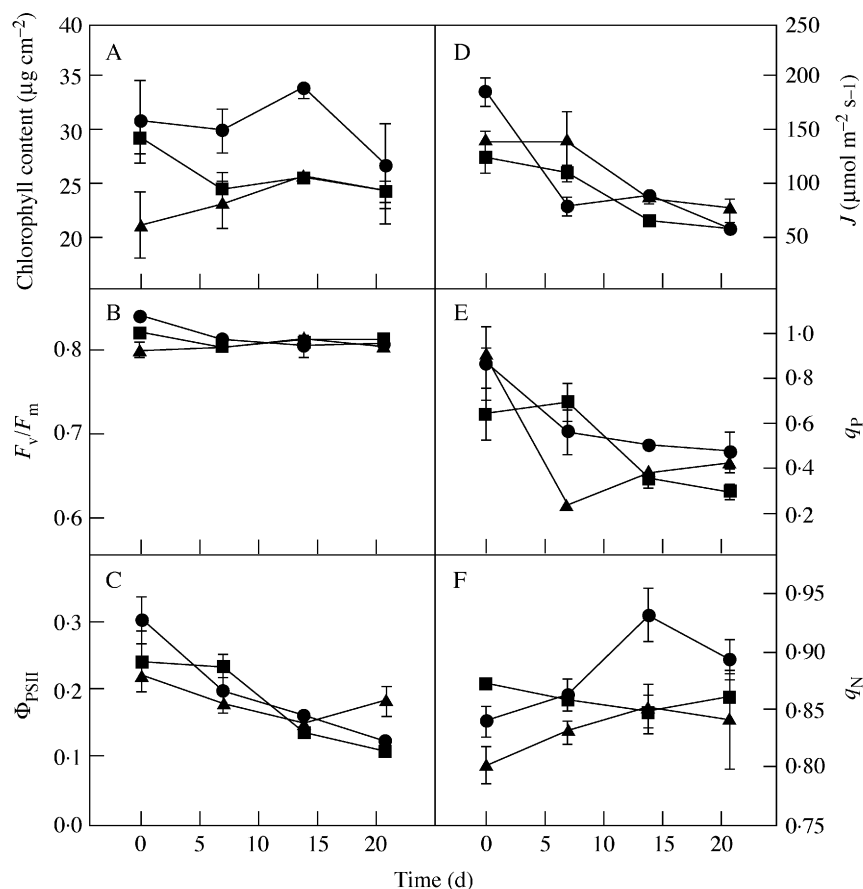 A
Chlorophyll content (µg cm−2)
40
35
30
25
20
D
J (µmol m−2 s−1)
250
200
150
100
50
B
Fv/Fm
0·8
0·7
0·6
E
qP
1·0
0·8
0·6
0·4
0·2
C
ΦPSII
0·3
0·2
0·1
0·0
F
qN
0·95
0·90
0·85
0·80
0·75
0 5 10 15 20 0 5 10 15 20
Time (d)